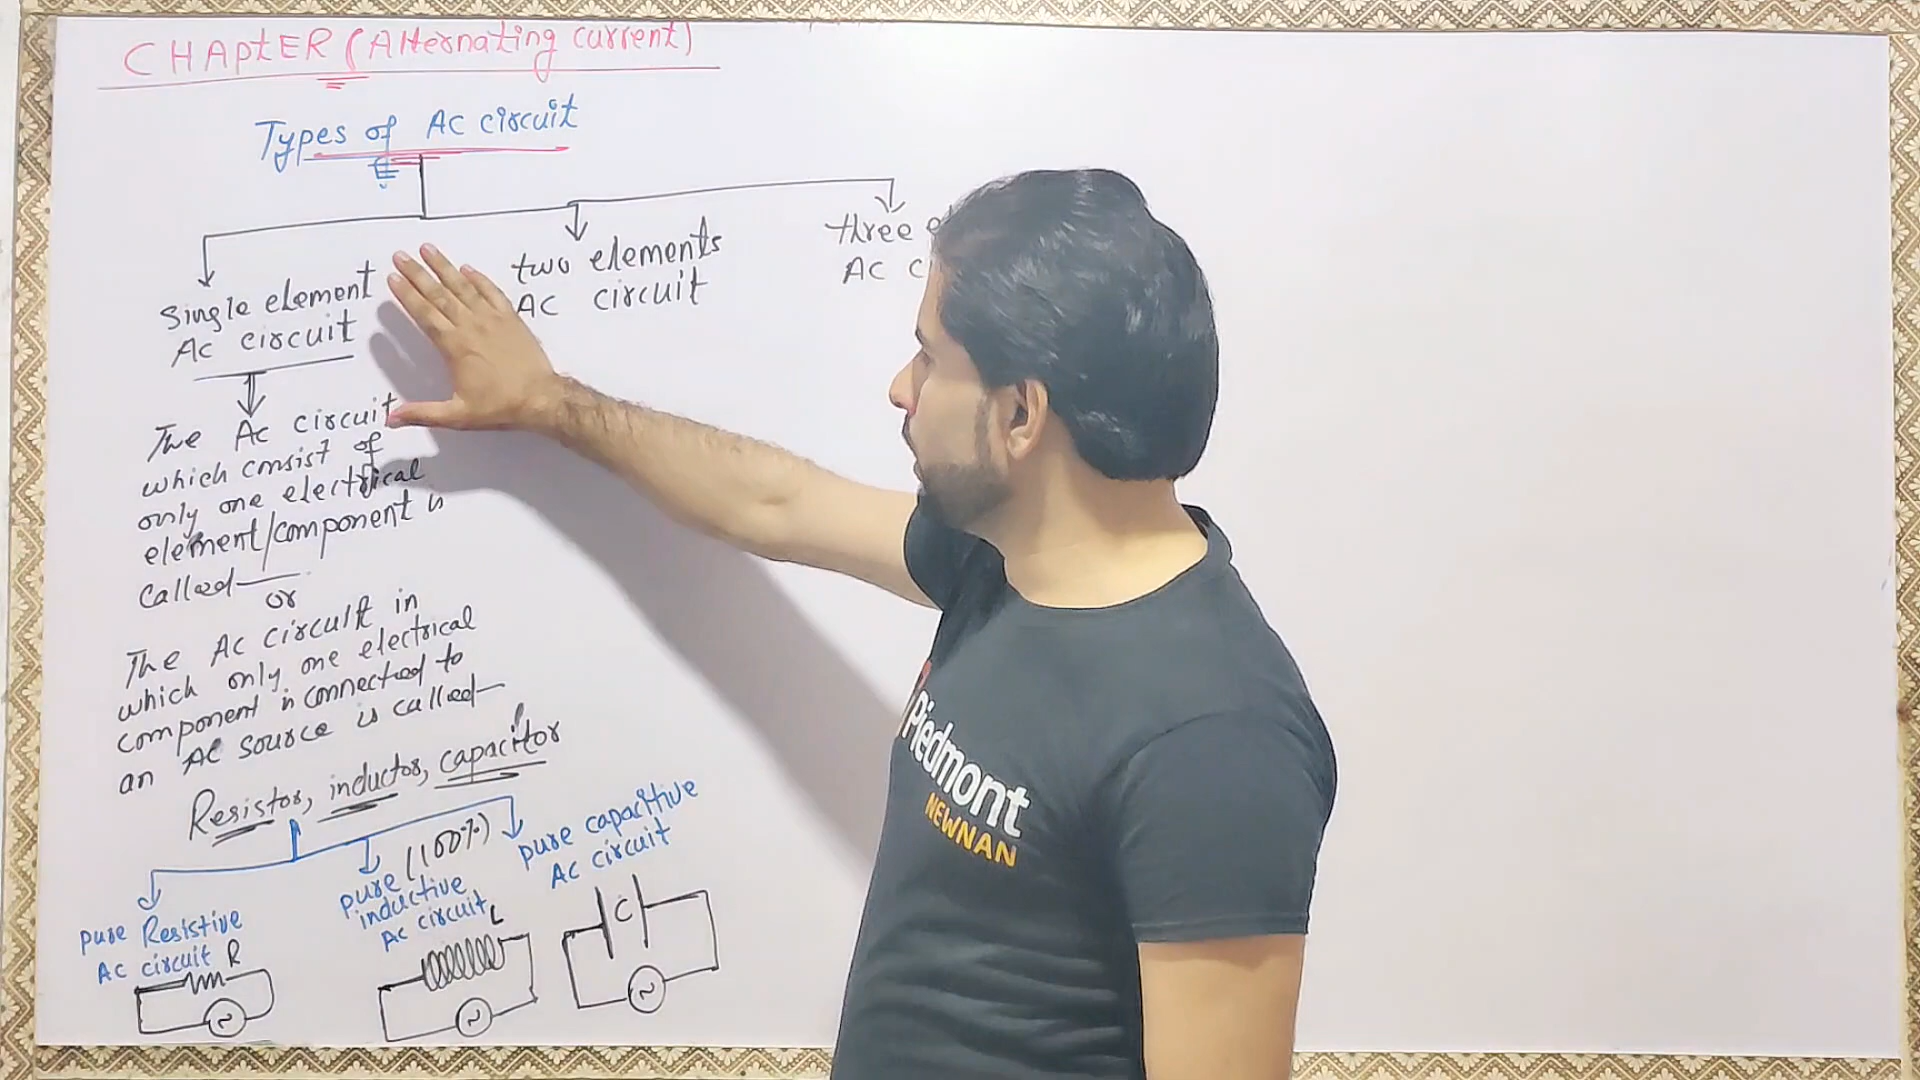 CHAPtER (Alternating current)
Types of AC circuit
Single element
AC circuit
two elements
AC circuit
three
AC
The Ac circuit
which consist of
only one electrical
element/component is
called—
or
The Ac circuit in
which only one electrical
component is connected to
an AC source is called—
Resistor, inductor, capacitor
pure Resistive
AC circuit
R
pure (100%)
inductive
AC circuit
L
pure capacitive
AC circuit
C
~
~
~
Piedmont
NEWNAN